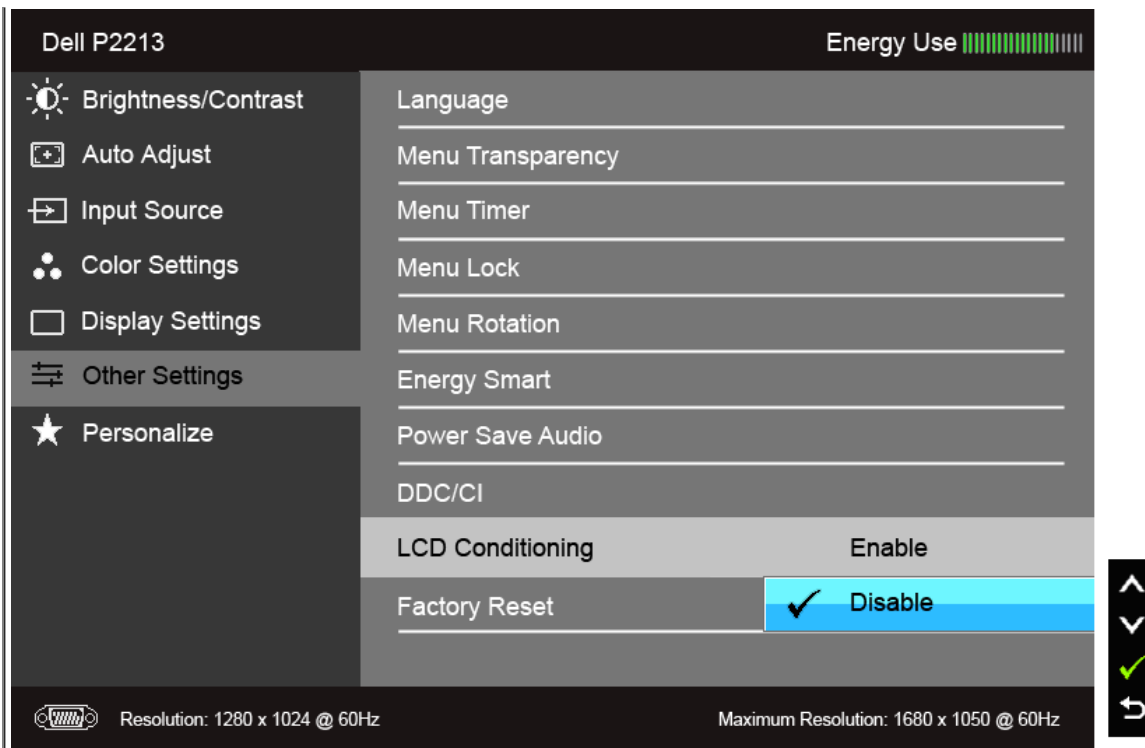 Dell P2213
Energy Use
Brightness/Contrast
Auto Adjust
Input Source
Color Settings
Display Settings
Other Settings
Personalize
Language
Menu Transparency
Menu Timer
Menu Lock
Menu Rotation
Energy Smart
Power Save Audio
DDC/CI
LCD Conditioning
Enable
Factory Reset
Disable
Resolution: 1280 x 1024 @ 60Hz
Maximum Resolution: 1680 x 1050 @ 60Hz